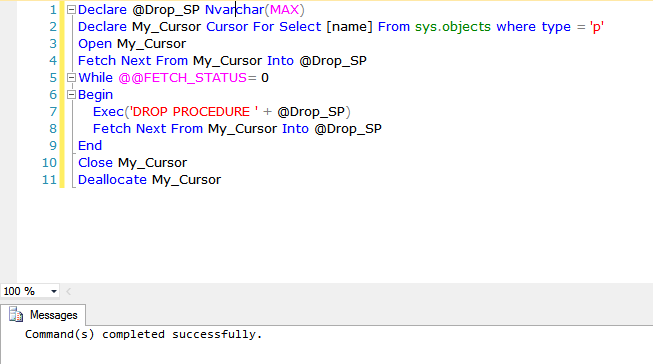 1 Declare @Drop_SP Nvarchar(MAX)
2 Declare My_Cursor Cursor For Select [name] From sys.objects where type = 'p'
3 Open My_Cursor
4 Fetch Next From My_Cursor Into @Drop_SP
5 While @@FETCH_STATUS= 0
6 Begin
7 Exec('DROP PROCEDURE ' + @Drop_SP)
8 Fetch Next From My_Cursor Into @Drop_SP
9 End
10 Close My_Cursor
11 Deallocate My_Cursor
100 %
Messages
Command(s) completed successfully.